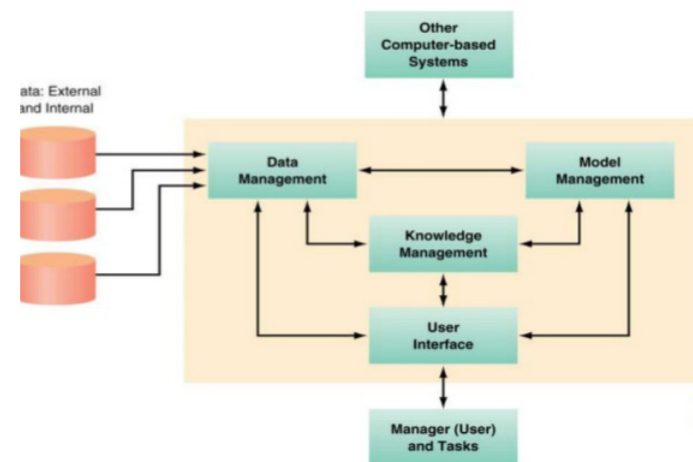 Other
Computer-based
Systems
ata: External
and Internal
Data
Management
Model
Management
Knowledge
Management
User
Interface
Manager (User)
and Tasks